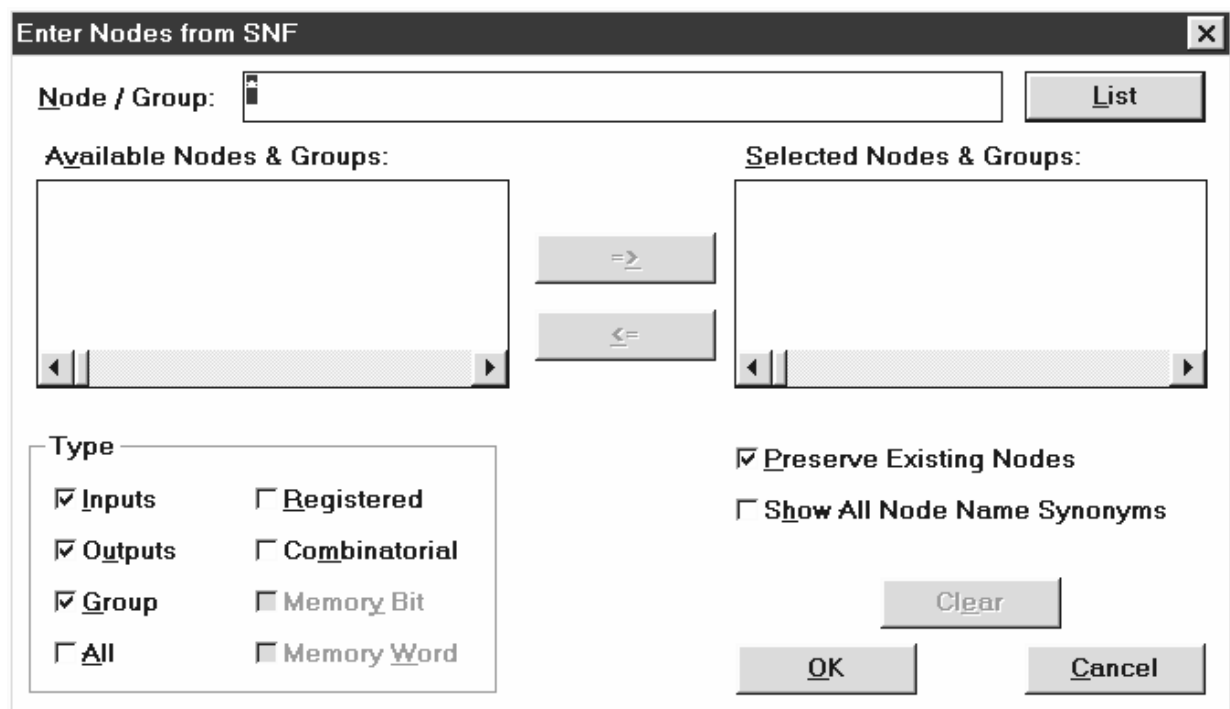 Enter Nodes from SNF
Node / Group: *
List
Available Nodes & Groups:
Selected Nodes & Groups:
=>
<=
Type
Inputs
Registered
Outputs
Combinatorial
Group
Memory Bit
All
Memory Word
Preserve Existing Nodes
Show All Node Name Synonyms
Clear
OK
Cancel